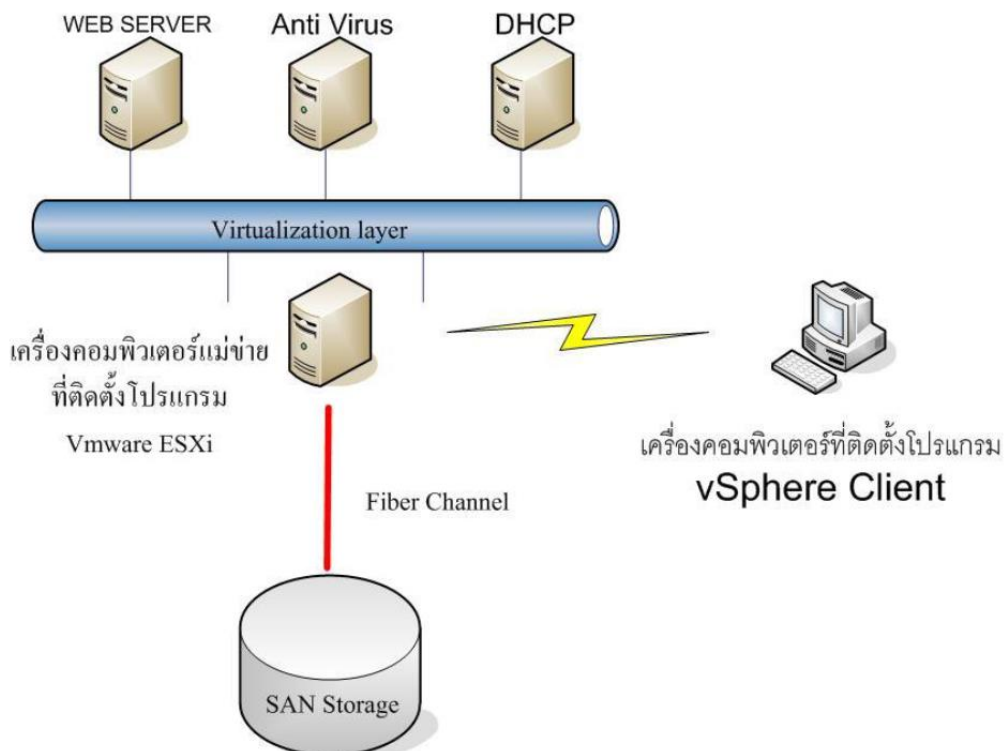 WEB SERVER
Anti Virus
DHCP
Virtualization layer
เครื่องคอมพิวเตอร์แม่ข่าย
ที่ติดตั้งโปรแกรม
Vmware ESXi
เครื่องคอมพิวเตอร์ที่ติดตั้งโปรแกรม
vSphere Client
Fiber Channel
SAN Storage